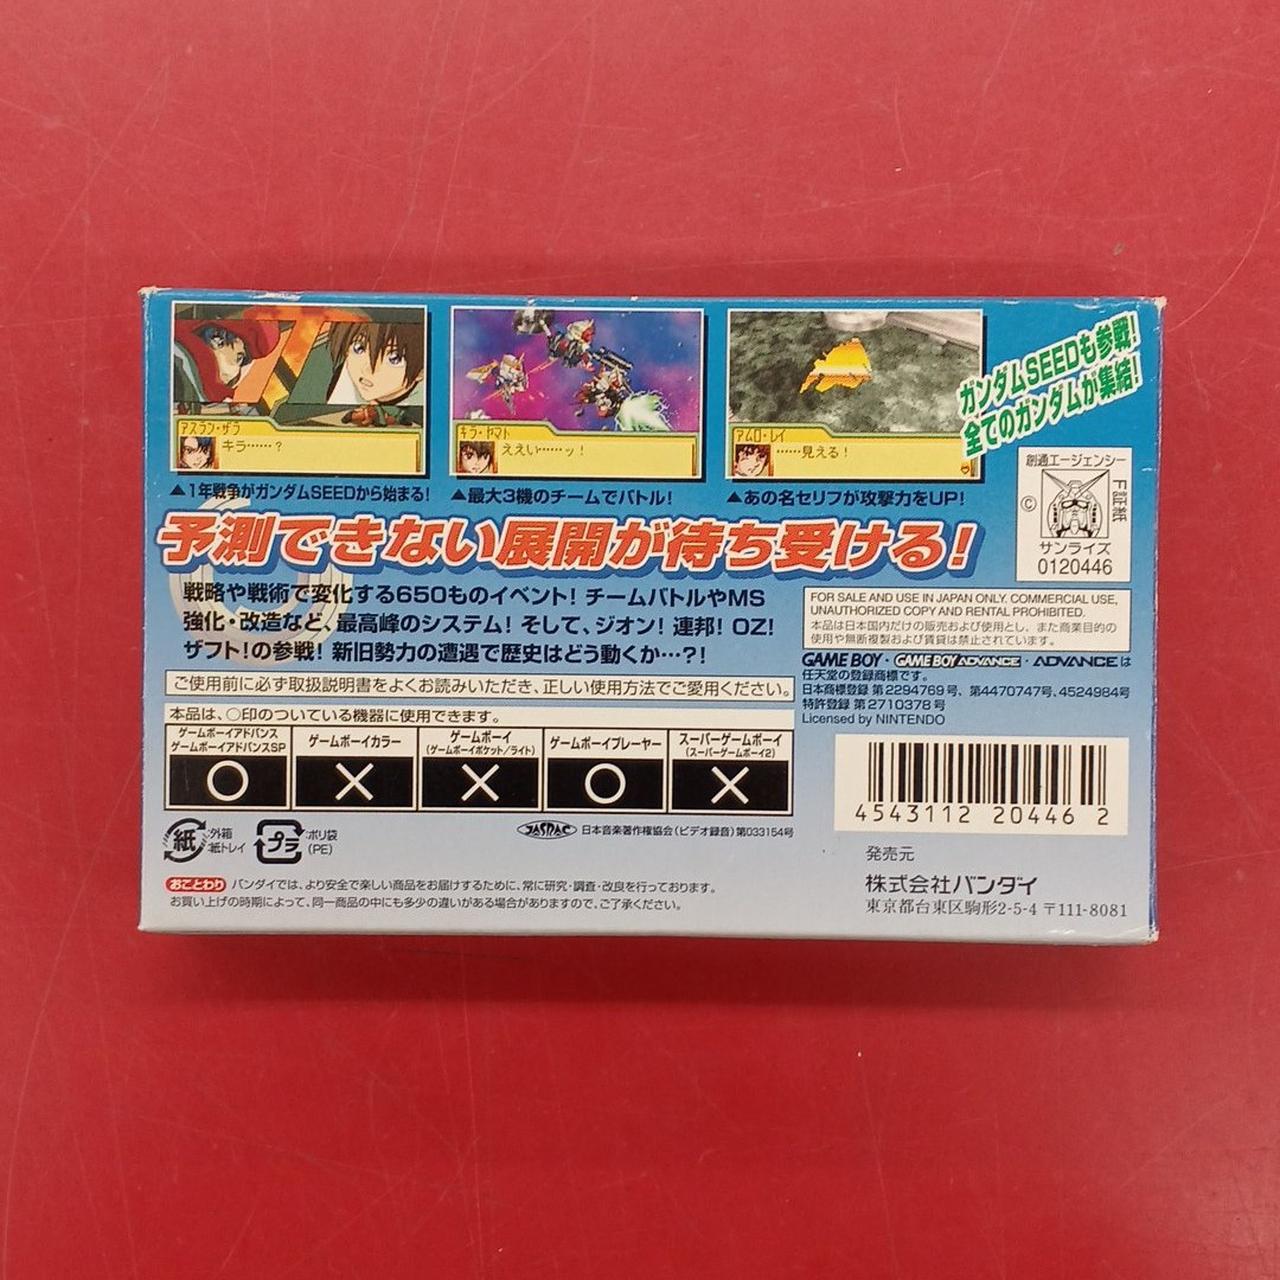 アスラン・ザラ
キラ……?
キラ・ヤマト
ええい……ッ!
アムロ・レイ
……見える!
▲1年戦争がガンダムSEEDから始まる!
▲最大3機のチームでバトル!
▲あの名セリフが攻撃力をUP!
ガンダムSEEDも参戦!
全てのガンダムが集結!
創通エージェンシー
©
F証紙
サンライズ
0120446
予測できない展開が待ち受ける!
戦略や戦術で変化する650ものイベント! チームバトルやMS
強化・改造など、最高峰のシステム! そして、ジオン! 連邦! OZ!
ザフト!の参戦! 新旧勢力の遭遇で歴史はどう動くか…?!
ご使用前に必ず取扱説明書をよくお読みいただき、正しい使用方法でご愛用ください。
本品は、○印のついている機器に使用できます。
ゲームボーイアドバンス
ゲームボーイアドバンスSP
ゲームボーイカラー
ゲームボーイ
(ゲームボーイポケット/ライト)
ゲームボーイプレーヤー
スーパーゲームボーイ
(スーパーゲームボーイ2)
○ × × ○ ×
FOR SALE AND USE IN JAPAN ONLY. COMMERCIAL USE,
UNAUTHORIZED COPY AND RENTAL PROHIBITED.
本品は日本国内だけの販売および使用とし、また商業目的の
使用や無断複製および賃貸は禁止されています。
GAME BOY・GAME BOY ADVANCE・ADVANCEは
任天堂の登録商標です。
日本商標登録 第2294769号、第4470747号、4524984号
特許登録 第2710378号
Licensed by NINTENDO
4543112 204462
紙
外箱
紙トレイ
プラ
ポリ袋
(PE)
JASRAC 日本音楽著作権協会(ビデオ録音)第033154号
おことわり バンダイでは、より安全で楽しい商品をお届けするために、常に研究・調査・改良を行っております。
お買い上げの時期によって、同一商品の中にも多少の違いがある場合がありますので、ご了承ください。
発売元
株式会社バンダイ
東京都台東区駒形2-5-4 〒111-8081